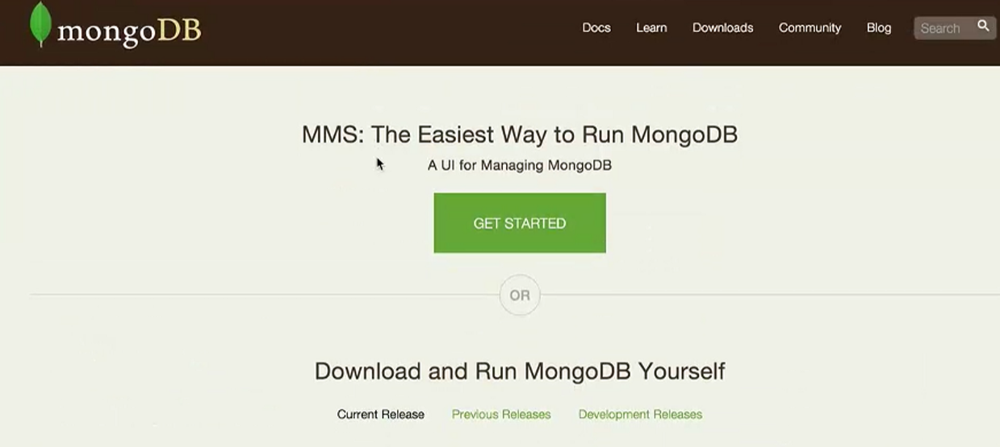 mongoDB
Docs Learn Downloads Community Blog Search
MMS: The Easiest Way to Run MongoDB
A UI for Managing MongoDB
GET STARTED
OR
Download and Run MongoDB Yourself
Current Release Previous Releases Development Releases